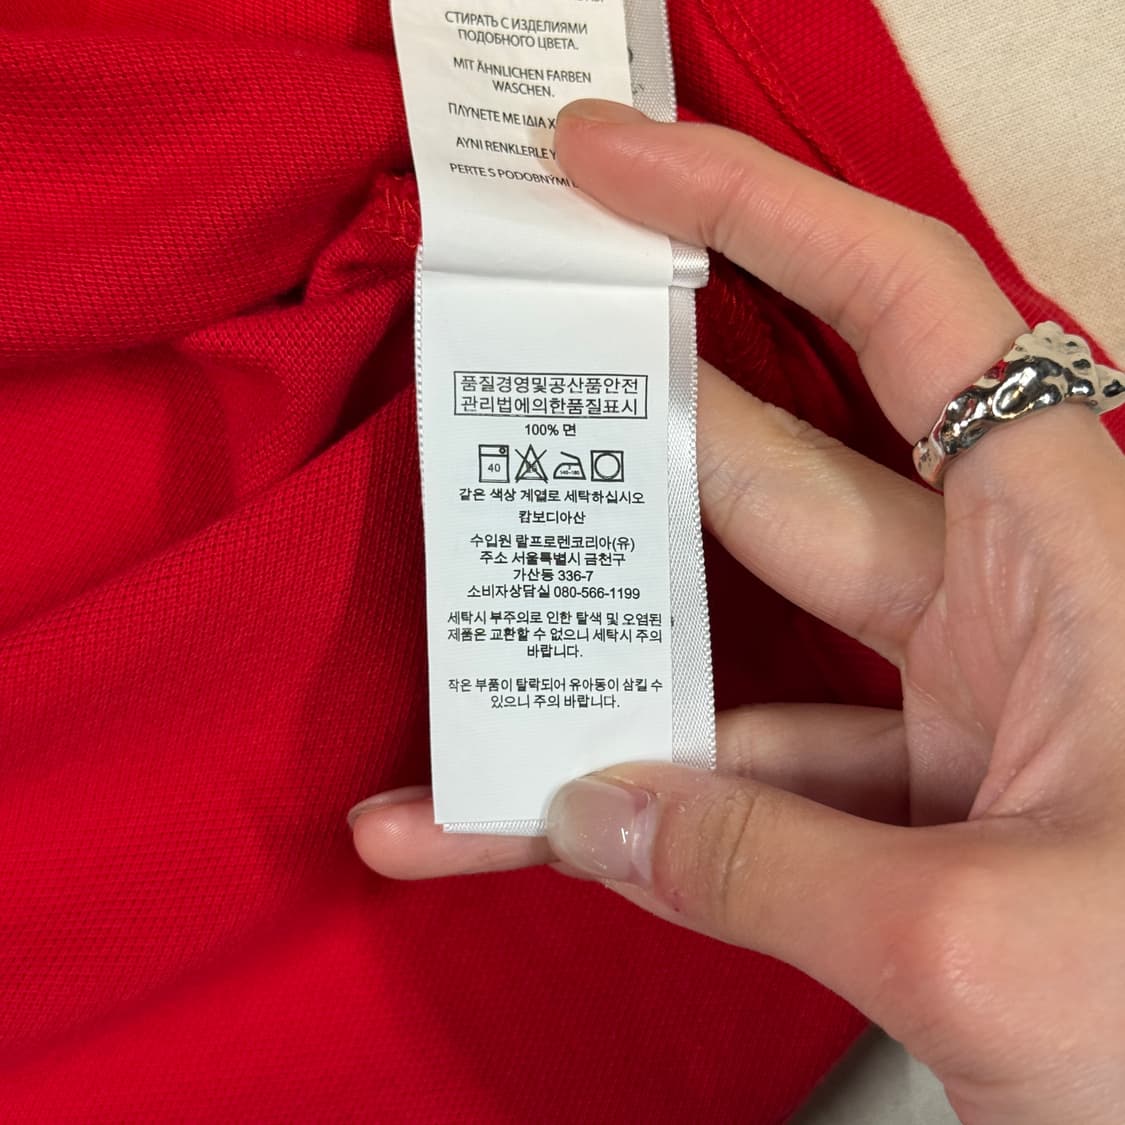 СТИРАТЬ С ИЗДЕЛИЯМИ
ПОДОБНОГО ЦВЕТА.
MIT ÄHNLICHEN FARBEN
WASCHEN.
ΠΛΥΝΕΤΕ ΜΕ ΙΔΙΑ
AYNI RENKLERLE
PERTE S PODOBNÝMI
품질경영및공산품안전
관리법에의한품질표시
100% 면
40
140~160
같은 색상 계열로 세탁하십시오
캄보디아산
수입원 랄프로렌코리아(유)
주소 서울특별시 금천구
가산동 336-7
소비자상담실 080-566-1199
세탁시 부주의로 인한 탈색 및 오염된
제품은 교환할 수 없으니 세탁시 주의
바랍니다.
작은 부품이 탈락되어 유아동이 삼킬 수
있으니 주의 바랍니다.